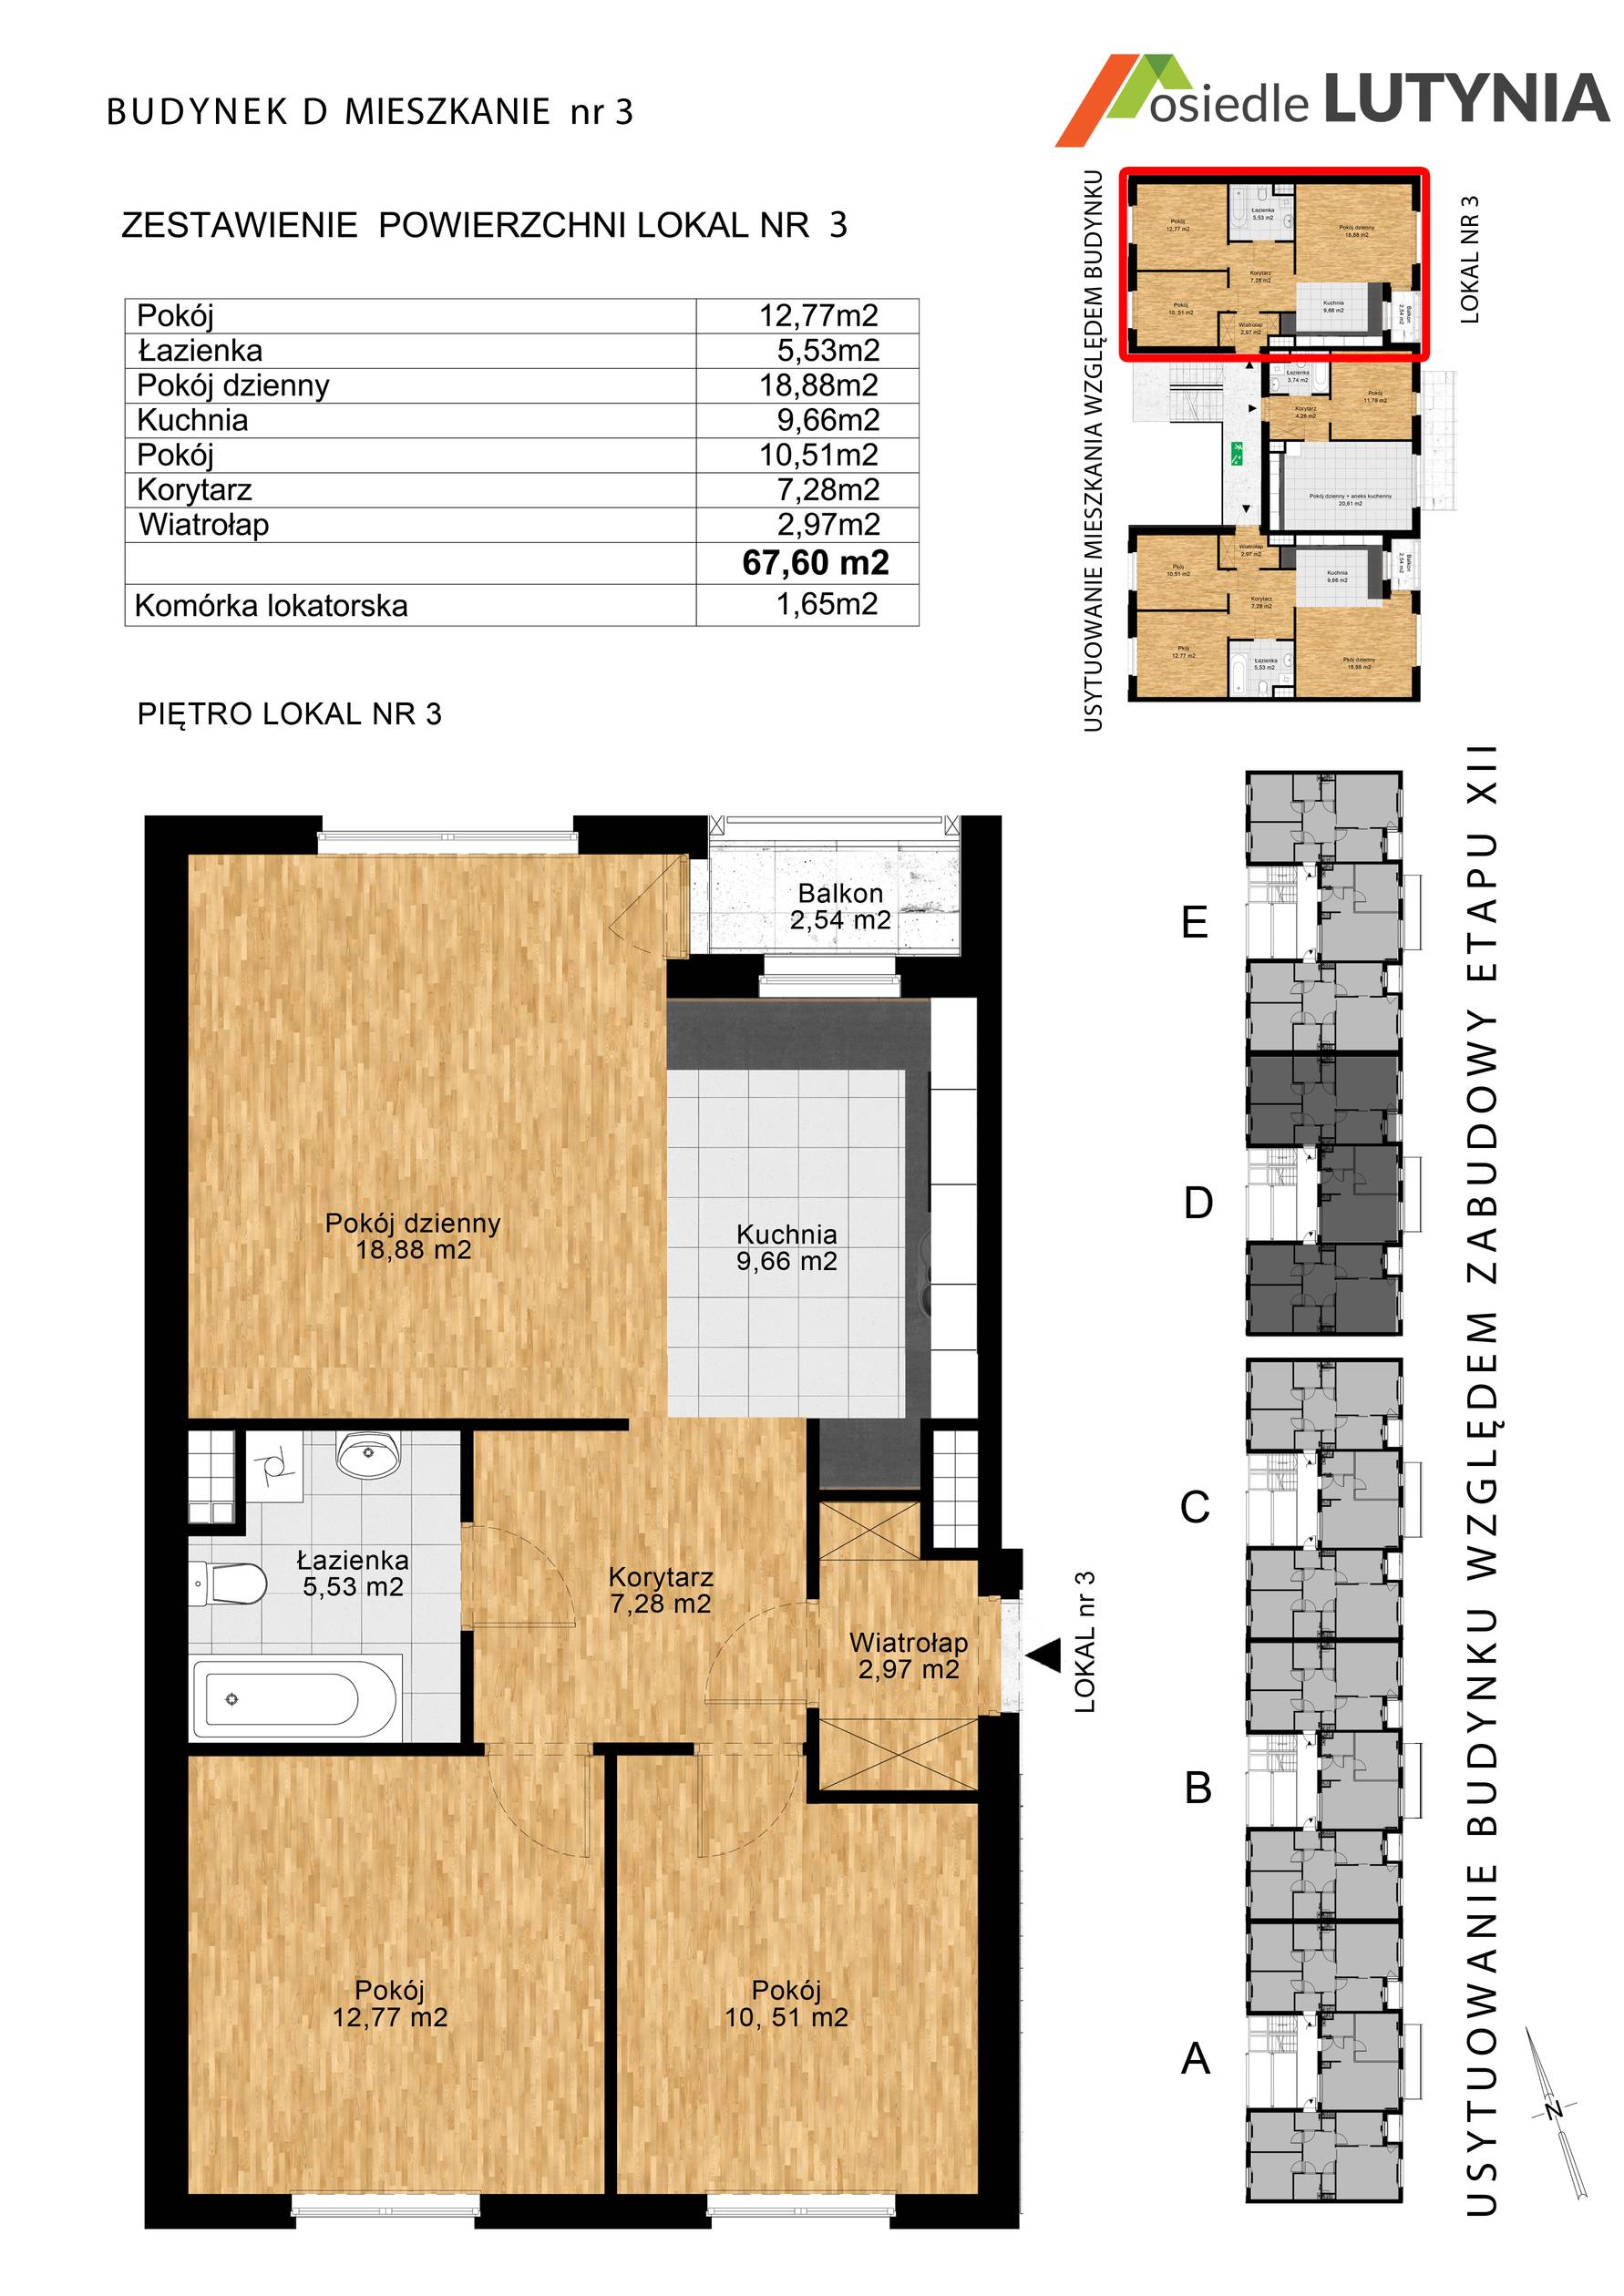 BUDYNEK D MIESZKANIE nr 3
osiedle LUTYNIA
ZESTAWIENIE POWIERZCHNI LOKAL NR 3
Pokój 12,77m2
Łazienka 5,53m2
Pokój dzienny 18,88m2
Kuchnia 9,66m2
Pokój 10,51m2
Korytarz 7,28m2
Wiatrołap 2,97m2
67,60 m2
Komórka lokatorska 1,65m2
PIĘTRO LOKAL NR 3
USYTUOWANIE MIESZKANIA WZGLĘDEM BUDYNKU
LOKAL NR 3
Pokój
12,77 m2
Łazienka
5,53 m2
Pokój dzienny
18,88 m2
Korytarz
7,28 m2
Pokój
10, 51 m2
Kuchnia
9,66 m2
Balkon
2,54 m2
Wiatrołap
2,97 m2
Łazienka
3,74 m2
Pokój
11,79 m2
Korytarz
4,28 m2
Pokój dzienny + aneks kuchenny
20,61 m2
Wiatrołap
2,97 m2
Pkój
10,51 m2
Kuchnia
9,66 m2
Balkon
2,54 m2
Korytarz
7,28 m2
Pkój
12,77 m2
Łazienka
5,53 m2
Pkój dzienny
18,88 m2
Balkon
2,54 m2
Pokój dzienny
18,88 m2
Kuchnia
9,66 m2
Łazienka
5,53 m2
Korytarz
7,28 m2
Wiatrołap
2,97 m2
LOKAL nr 3
Pokój
12,77 m2
Pokój
10, 51 m2
E
D
C
B
A
USYTUOWANIE BUDYNKU WZGLĘDEM ZABUDOWY ETAPU XII
N